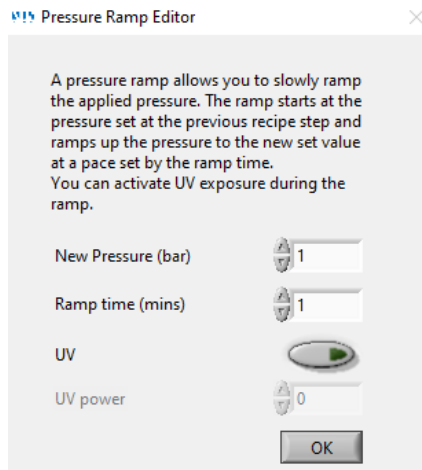 Pressure Ramp Editor
A pressure ramp allows you to slowly ramp
the applied pressure. The ramp starts at the
pressure set at the previous recipe step and
ramps up the pressure to the new set value
at a pace set by the ramp time.
You can activate UV exposure during the
ramp.
New Pressure (bar) 1
Ramp time (mins) 1
UV
UV power 0
OK